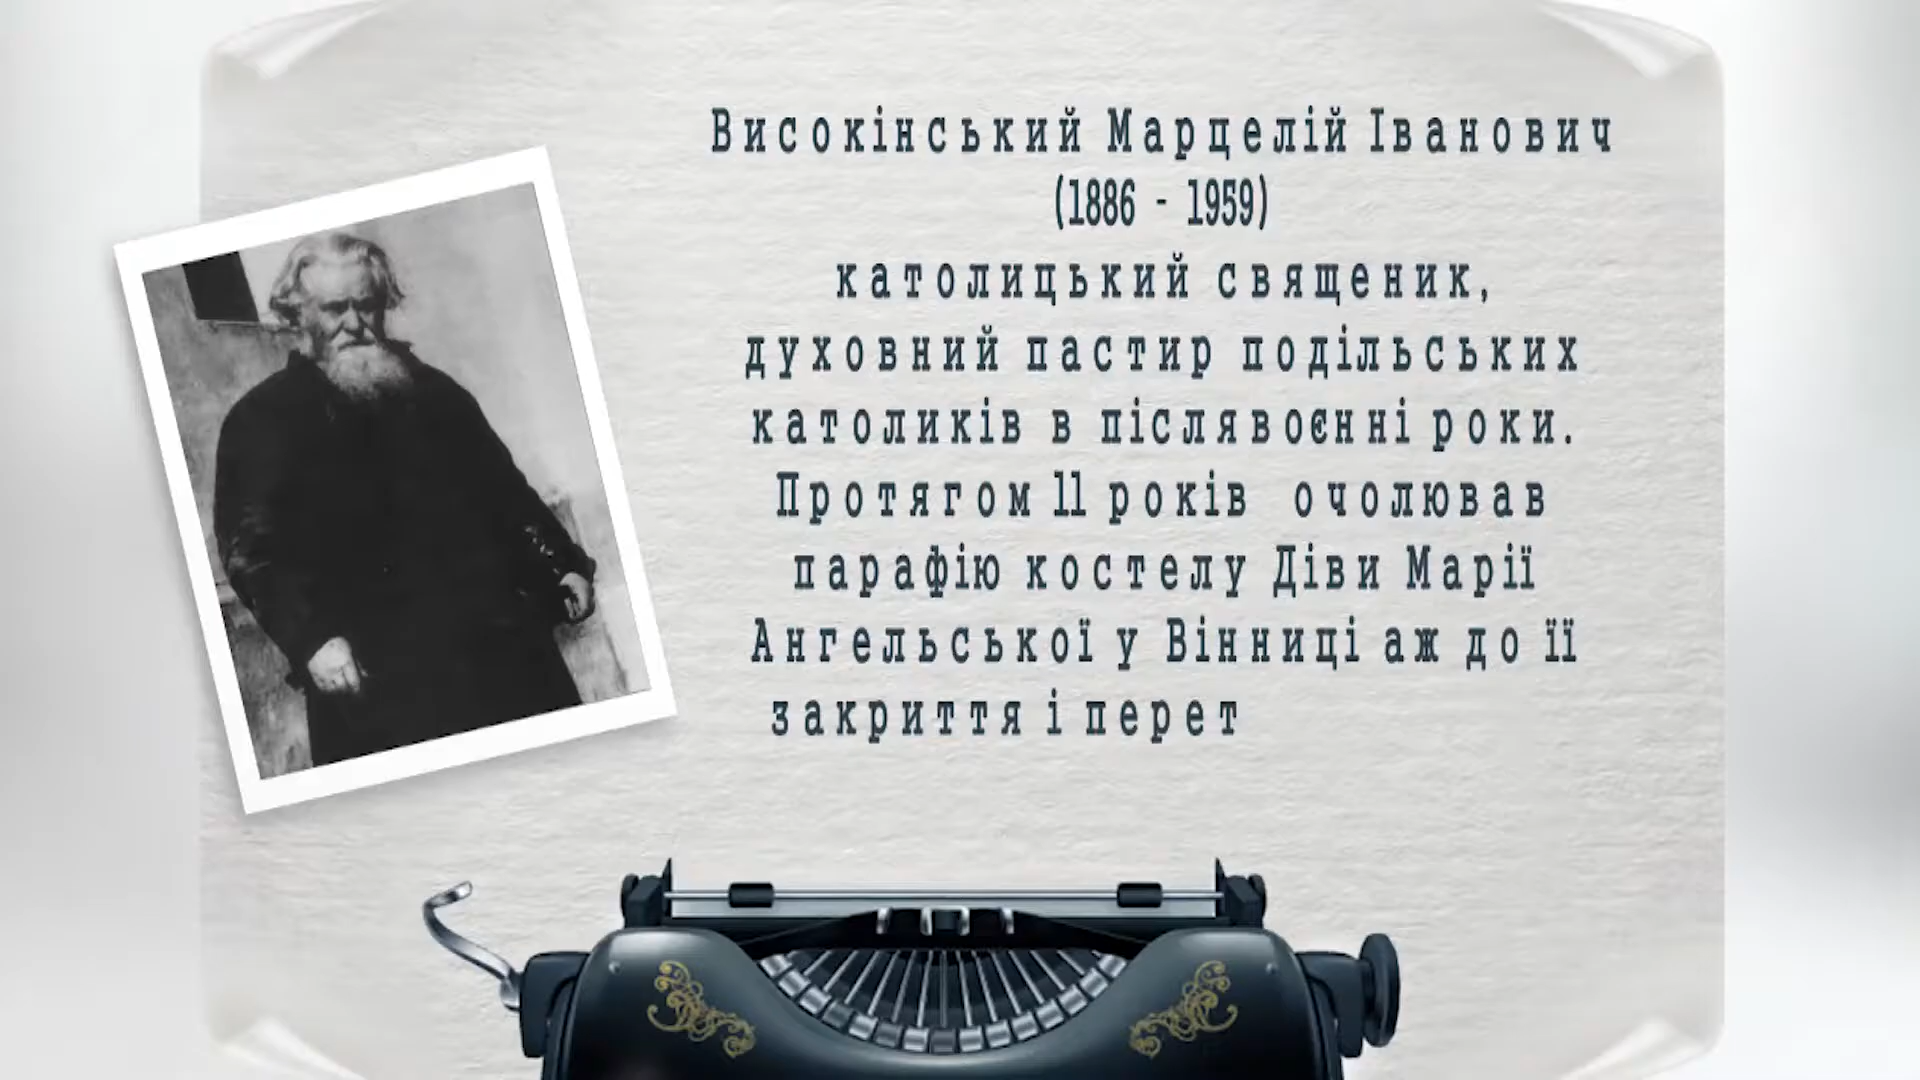 Високінський Марцелій Іванович
(1886 - 1959)
католицький священик,
духовний пастир подільських
католиків в післявоєнні роки.
Протягом 11 років очолював
парафію костелу Діви Марії
Ангельської у Вінниці аж до її
закриття і перет